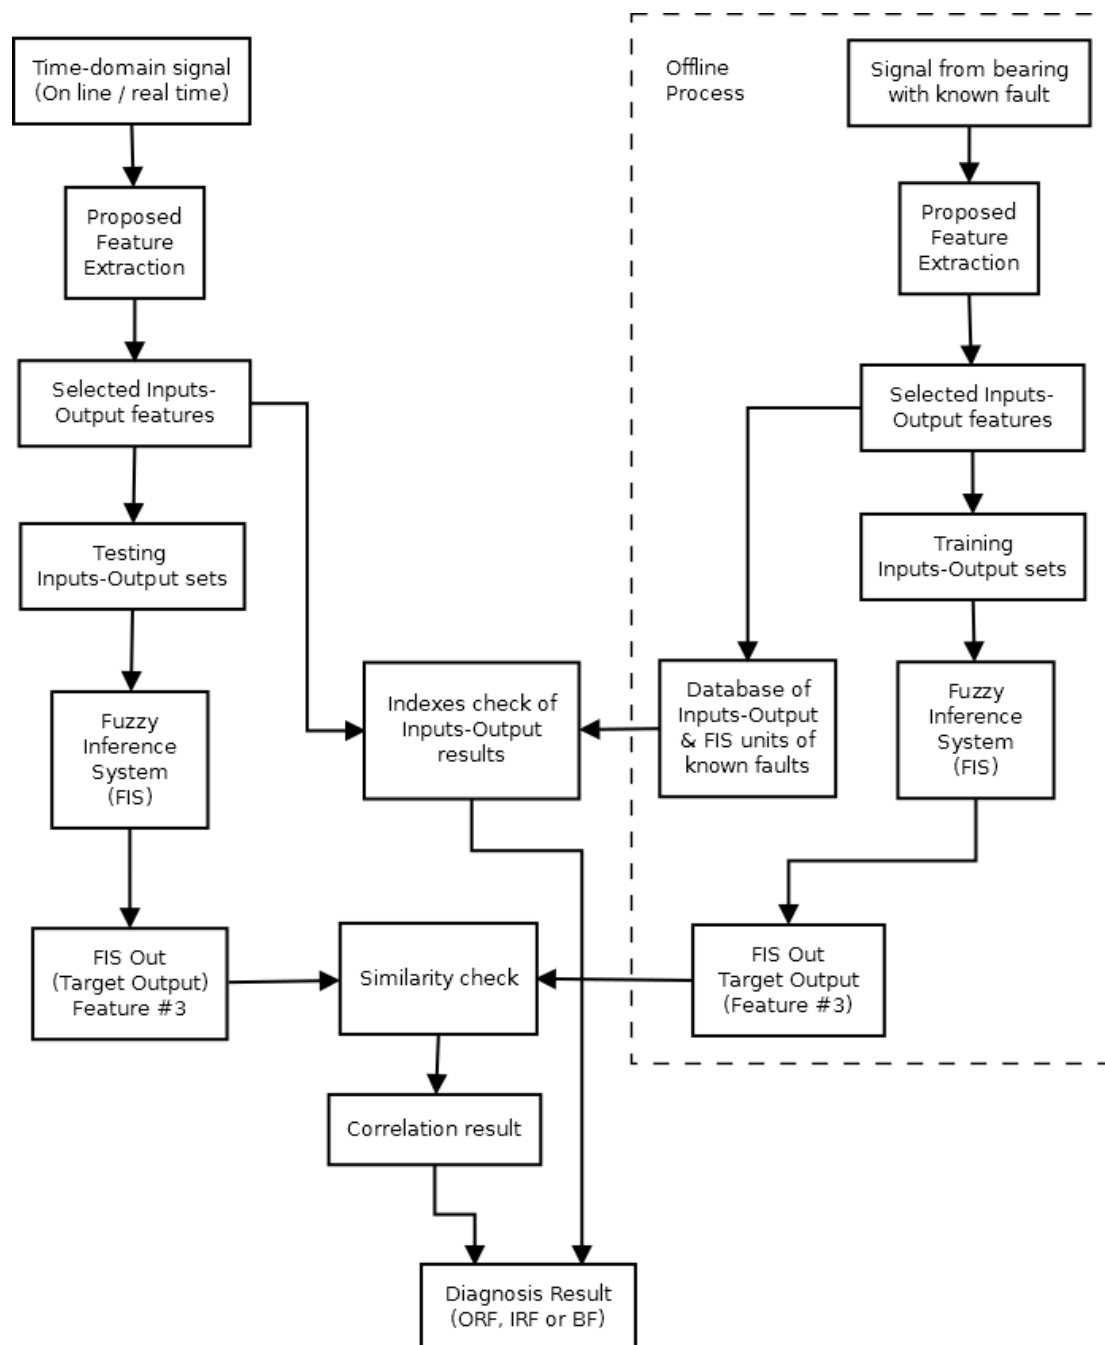 Time-domain signal
(On line / real time)
Proposed
Feature
Extraction
Selected Inputs-
Output features
Testing
Inputs-Output sets
Fuzzy
Inference
System
(FIS)
FIS Out
(Target Output)
Feature #3
Indexes check of
Inputs-Output
results
Similarity check
Correlation result
Diagnosis Result
(ORF, IRF or BF)
Offline
Process
Signal from bearing
with known fault
Proposed
Feature
Extraction
Selected Inputs-
Output features
Training
Inputs-Output sets
Database of
Inputs-Output
& FIS units of
known faults
Fuzzy
Inference
System
(FIS)
FIS Out
Target Output
(Feature #3)